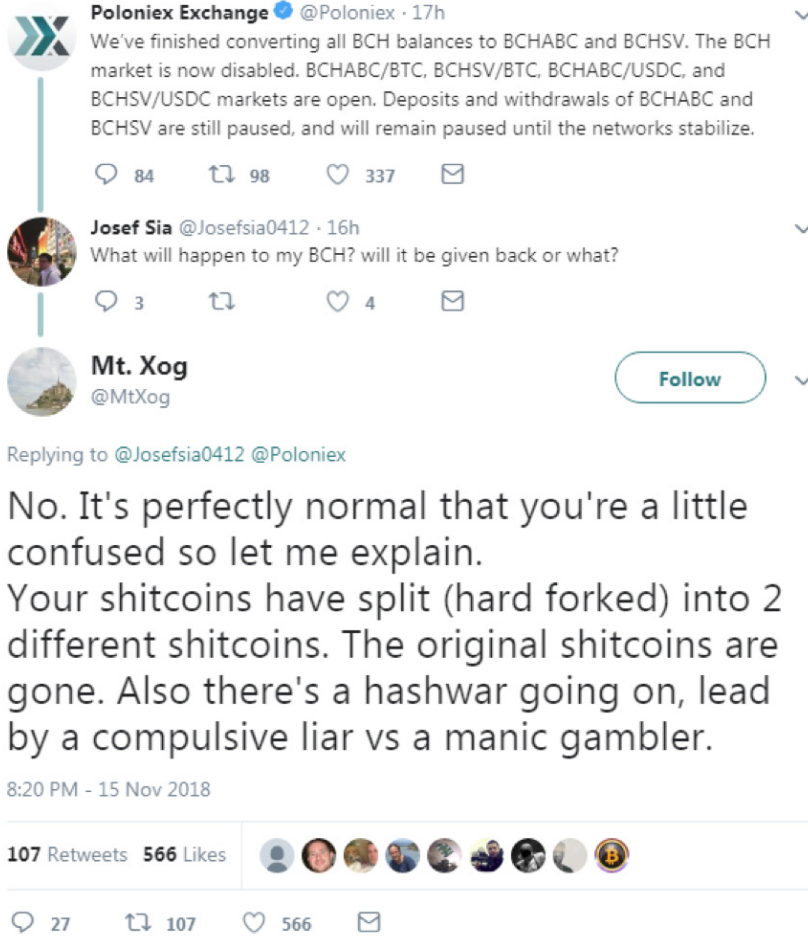 Poloniex Exchange @Poloniex · 17h
We've finished converting all BCH balances to BCHABC and BCHSV. The BCH
market is now disabled. BCHABC/BTC, BCHSV/BTC, BCHABC/USDC, and
BCHSV/USDC markets are open. Deposits and withdrawals of BCHABC and
BCHSV are still paused, and will remain paused until the networks stabilize.
84 98 337
Josef Sia @Josefsia0412 · 16h
What will happen to my BCH? will it be given back or what?
3 4
Mt. Xog
@MtXog
Follow
Replying to @Josefsia0412 @Poloniex
No. It's perfectly normal that you're a little
confused so let me explain.
Your shitcoins have split (hard forked) into 2
different shitcoins. The original shitcoins are
gone. Also there's a hashwar going on, lead
by a compulsive liar vs a manic gambler.
8:20 PM - 15 Nov 2018
107 Retweets 566 Likes
27 107 566